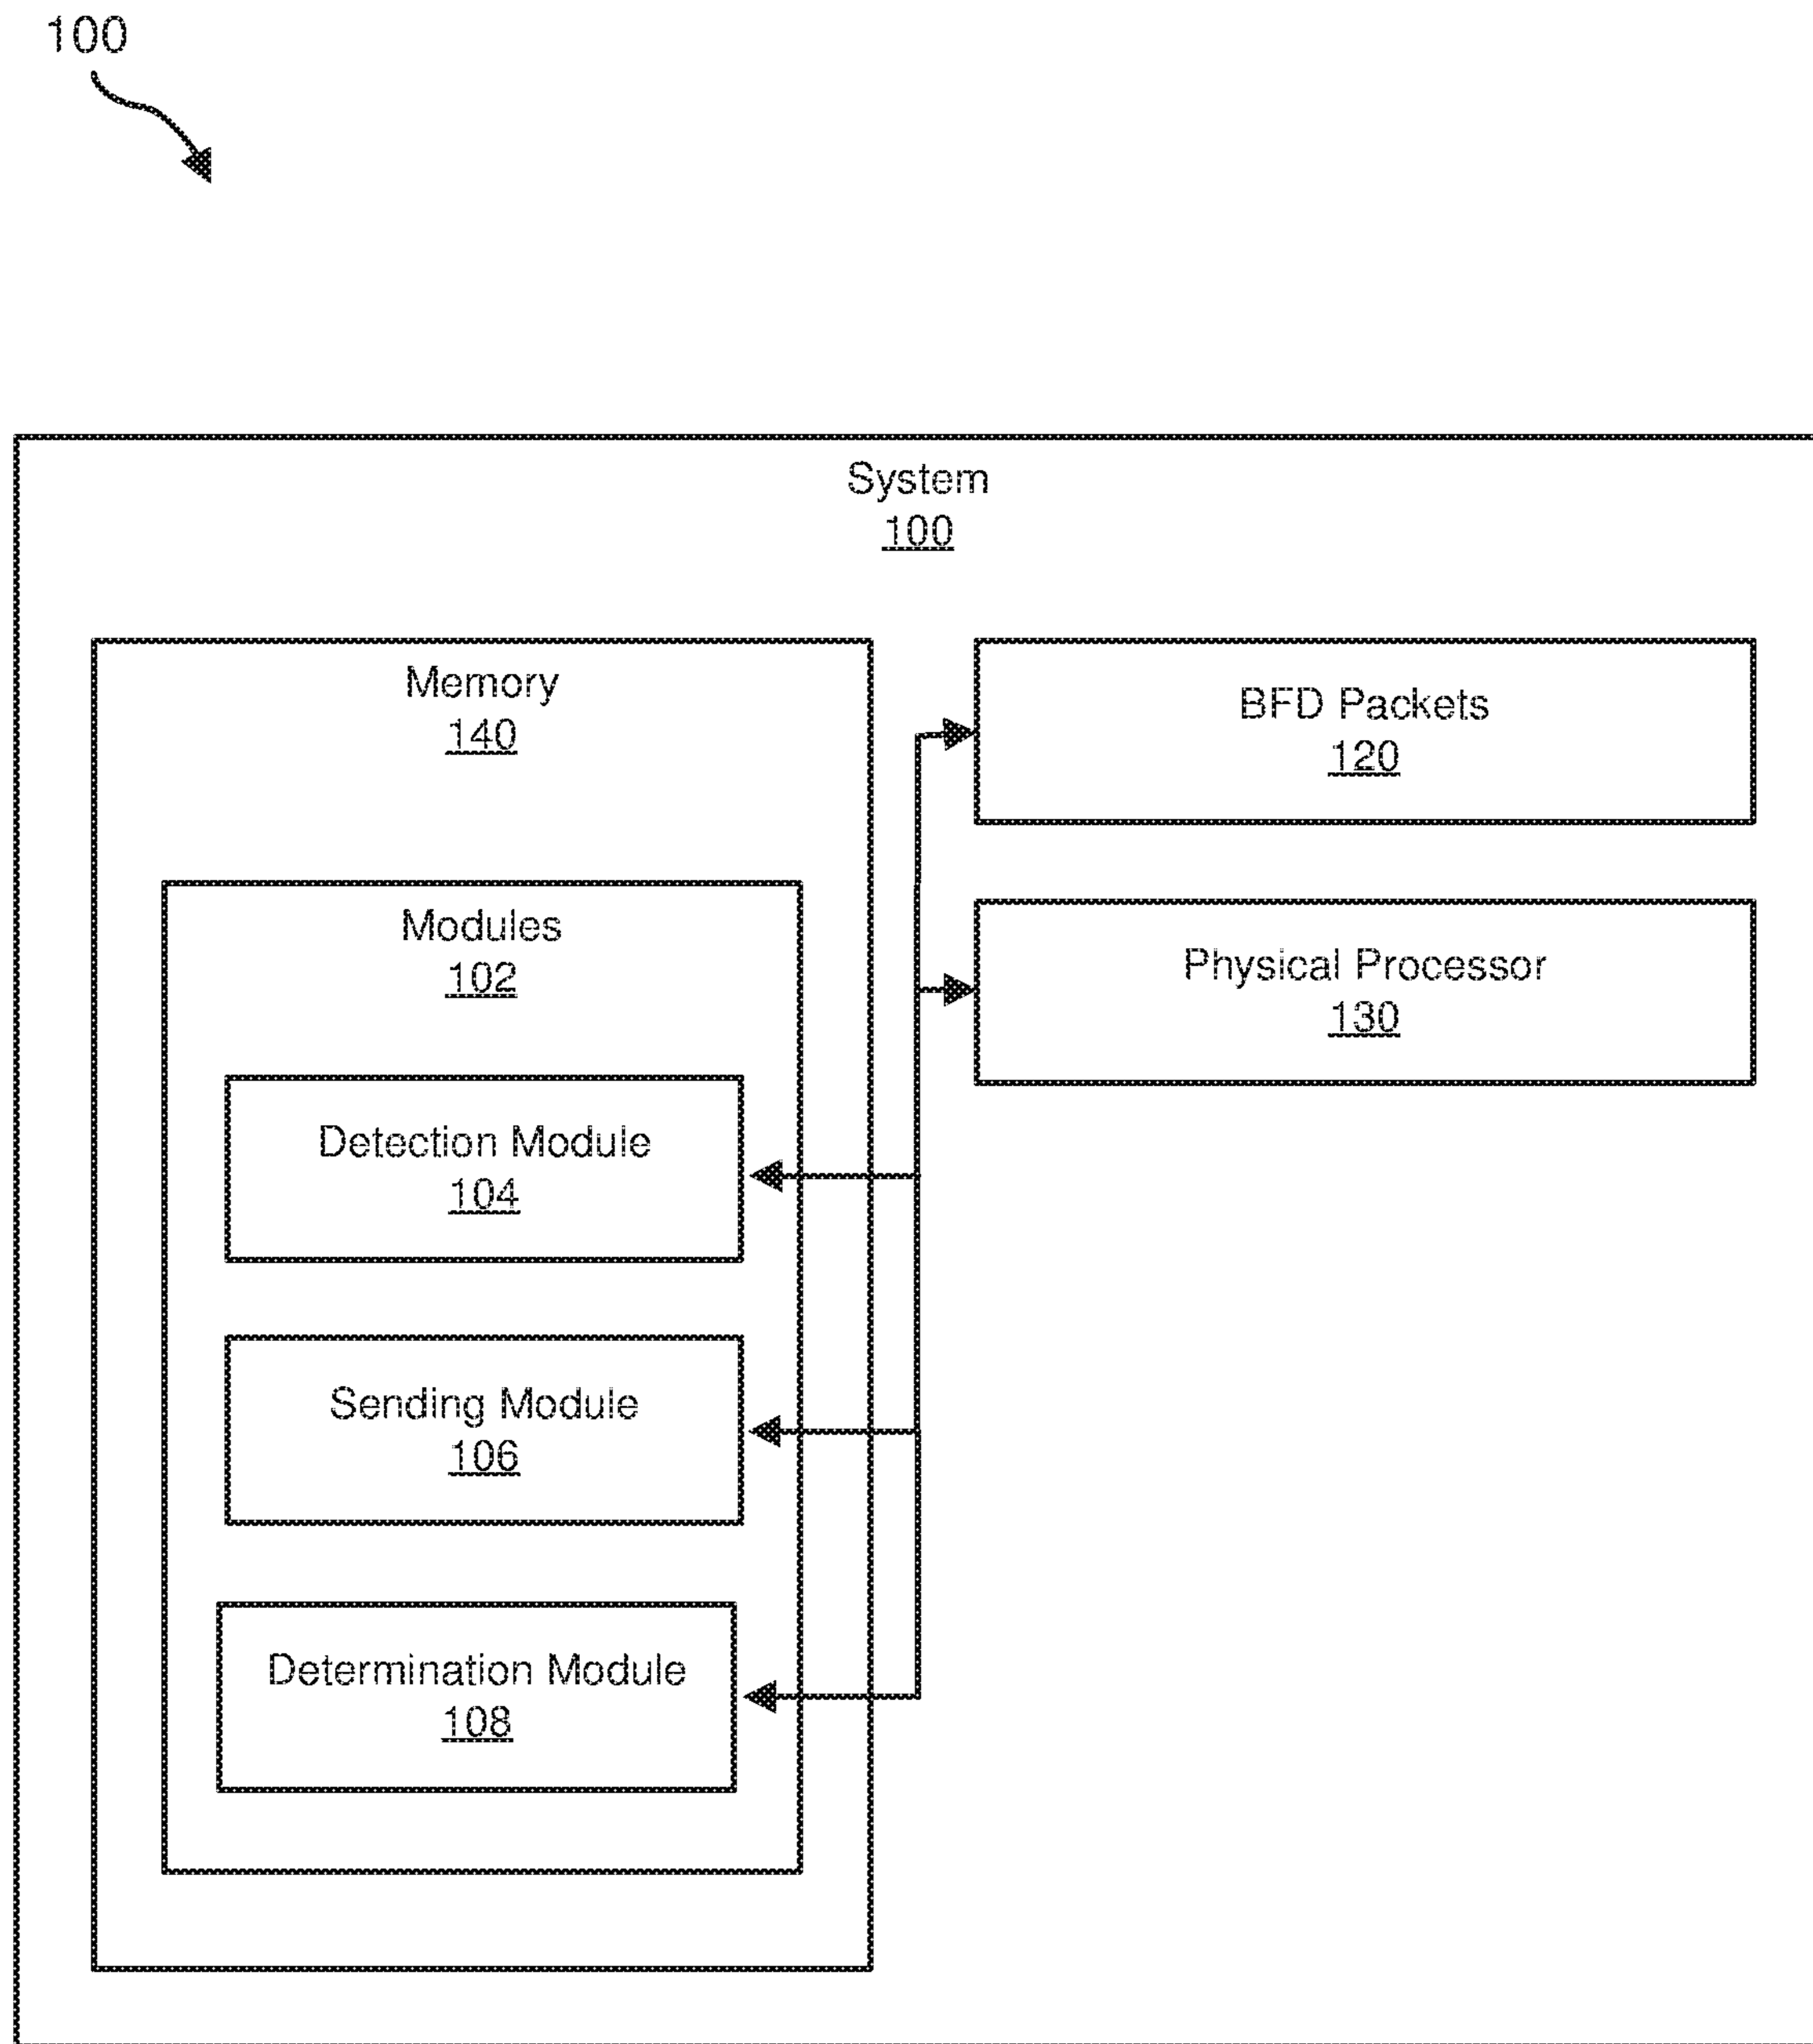 100
System
100
Memory
140
BFD Packets
120
Modules
102
Physical Processor
130
Detection Module
104
Sending Module
106
Determination Module
108